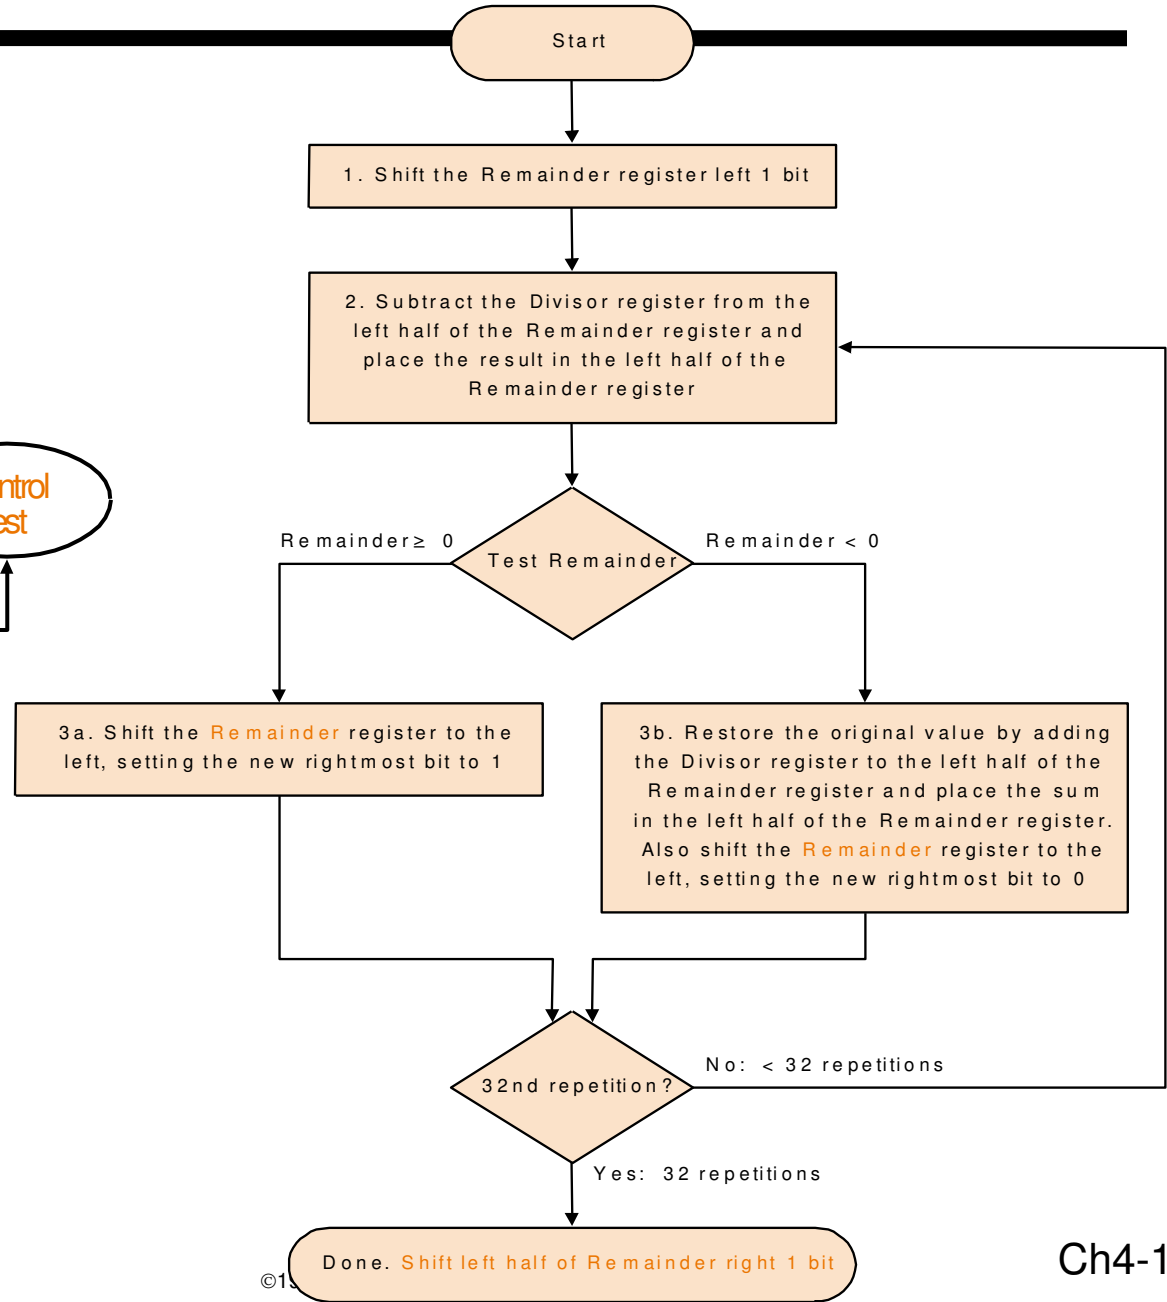 Start
1. Shift the Remainder register left 1 bit
2. Subtract the Divisor register from the
left half of the Remainder register and
place the result in the left half of the
Remainder register
Remainder ≥ 0
Test Remainder
Remainder < 0
3a. Shift the Remainder register to the
left, setting the new rightmost bit to 1
3b. Restore the original value by adding
the Divisor register to the left half of the
Remainder register and place the sum
in the left half of the Remainder register.
Also shift the Remainder register to the
left, setting the new rightmost bit to 0
32nd repetition?
No: < 32 repetitions
Yes: 32 repetitions
Done. Shift left half of Remainder right 1 bit
Ch4-1